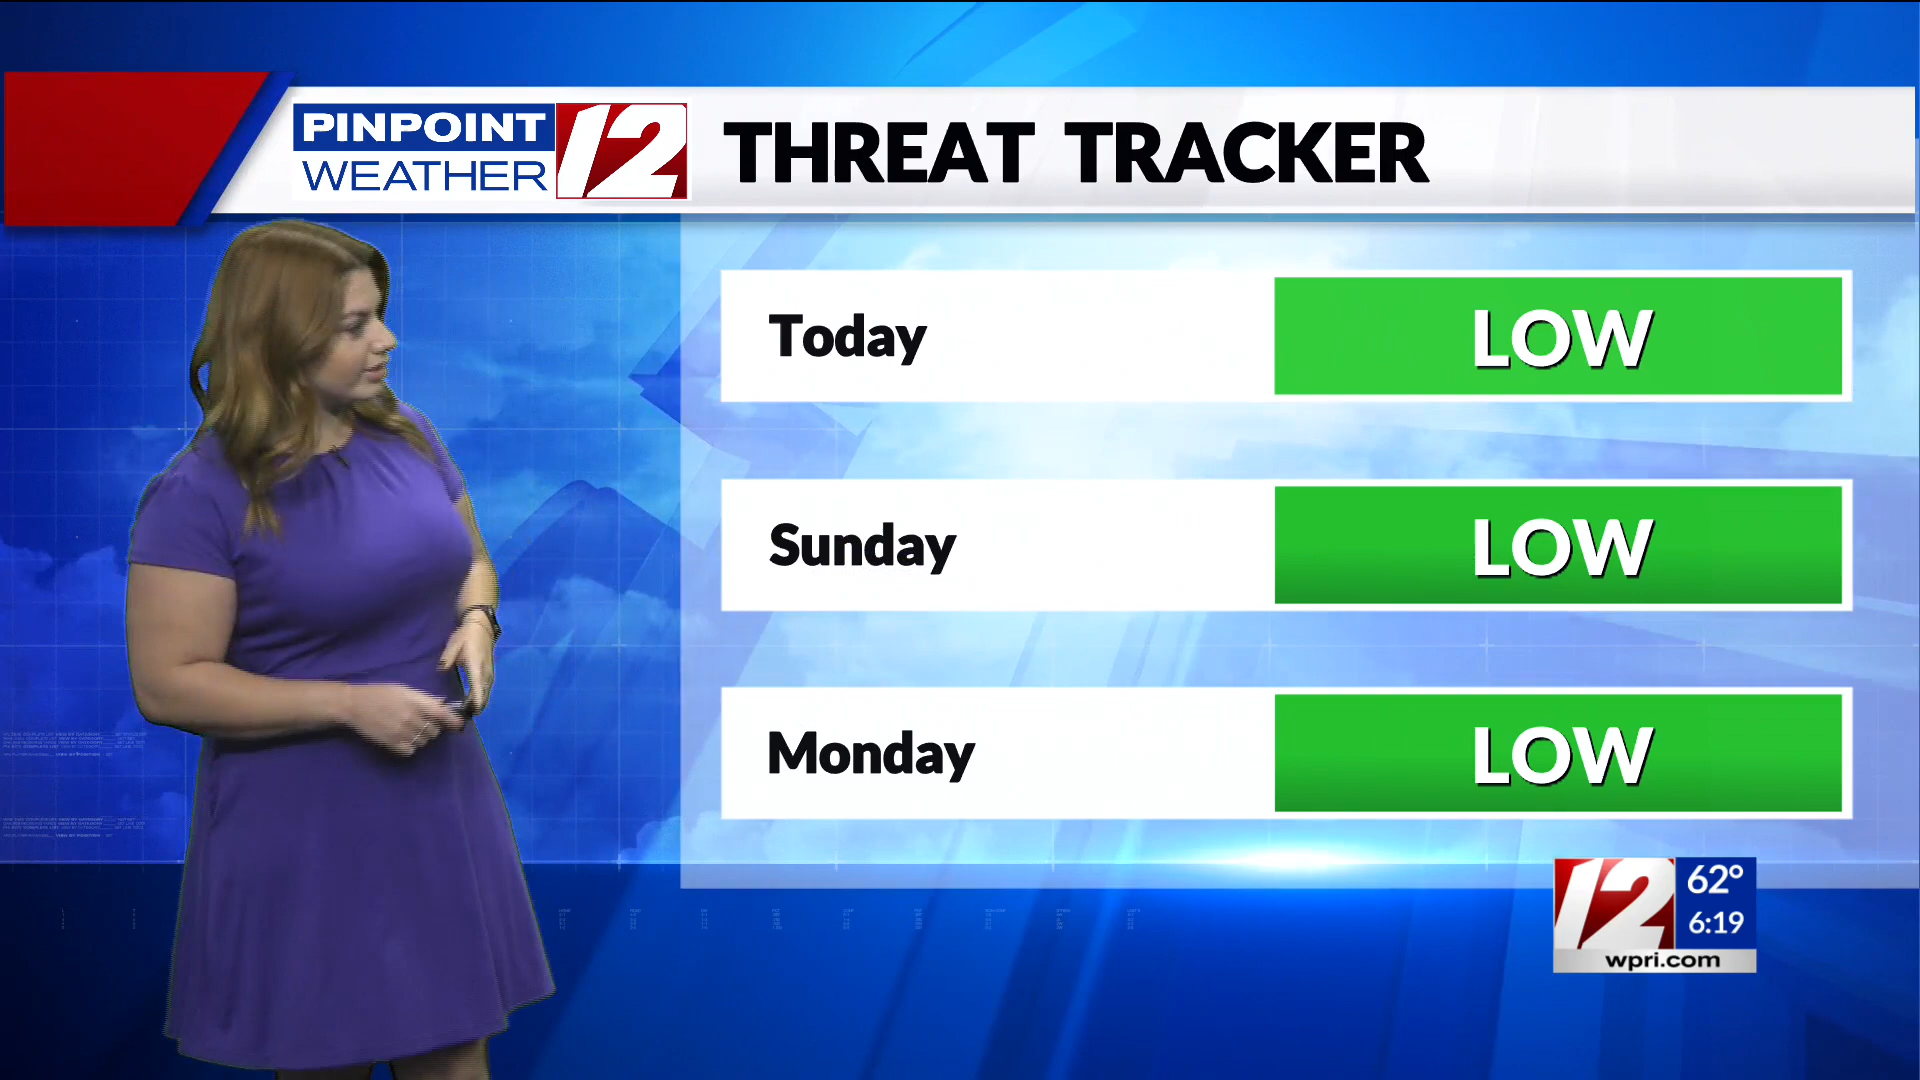 PINPOINT
WEATHER
12
THREAT TRACKER
Today
LOW
Sunday
LOW
Monday
LOW
12
62°
6:19
wpri.com